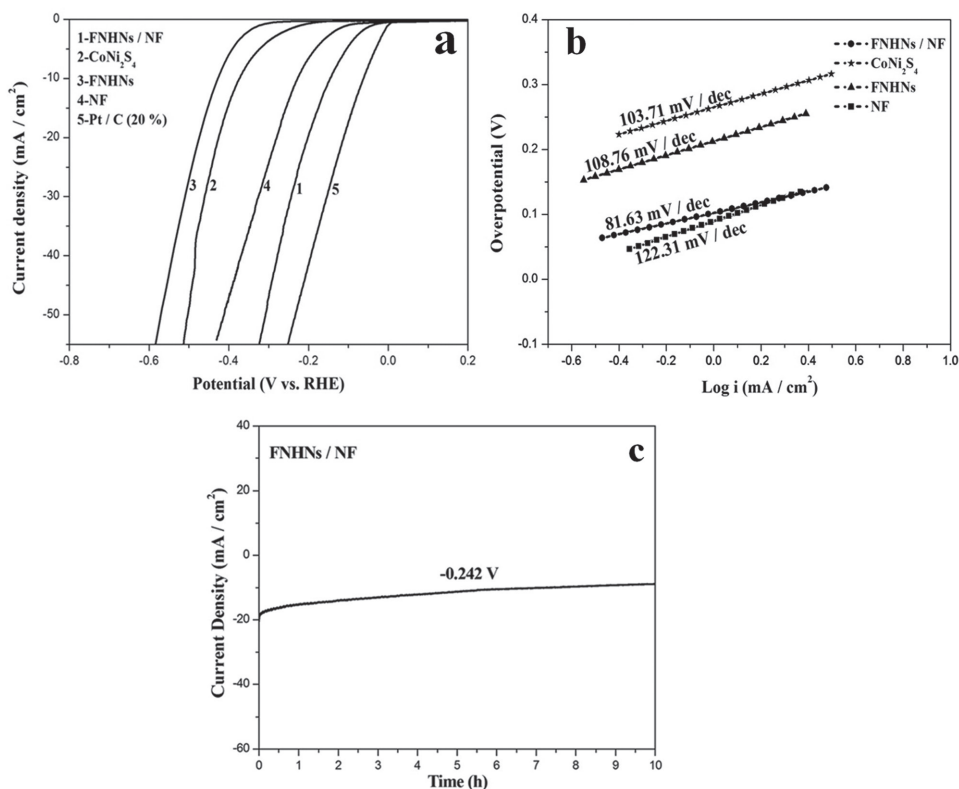 a
1-FNHNs / NF
2-CoNi₂S₄
3-FNHNs
4-NF
5-Pt / C (20 %)
3
2
4
1
5
0
-10
-20
-30
-40
-50
-0.8
-0.6
-0.4
-0.2
0.0
0.2
Current density (mA / cm²)
Potential (V vs. RHE)
b
FNHNs / NF
CoNi₂S₄
FNHNs
NF
103.71 mV / dec
108.76 mV / dec
81.63 mV / dec
122.31 mV / dec
0.4
0.3
0.2
0.1
0.0
-0.1
-0.6
-0.4
-0.2
0.0
0.2
0.4
0.6
0.8
1.0
Overpotential (V)
Log i (mA / cm²)
c
FNHNs / NF
-0.242 V
40
20
0
-20
-40
-60
0
1
2
3
4
5
6
7
8
9
10
Current Density (mA / cm²)
Time (h)